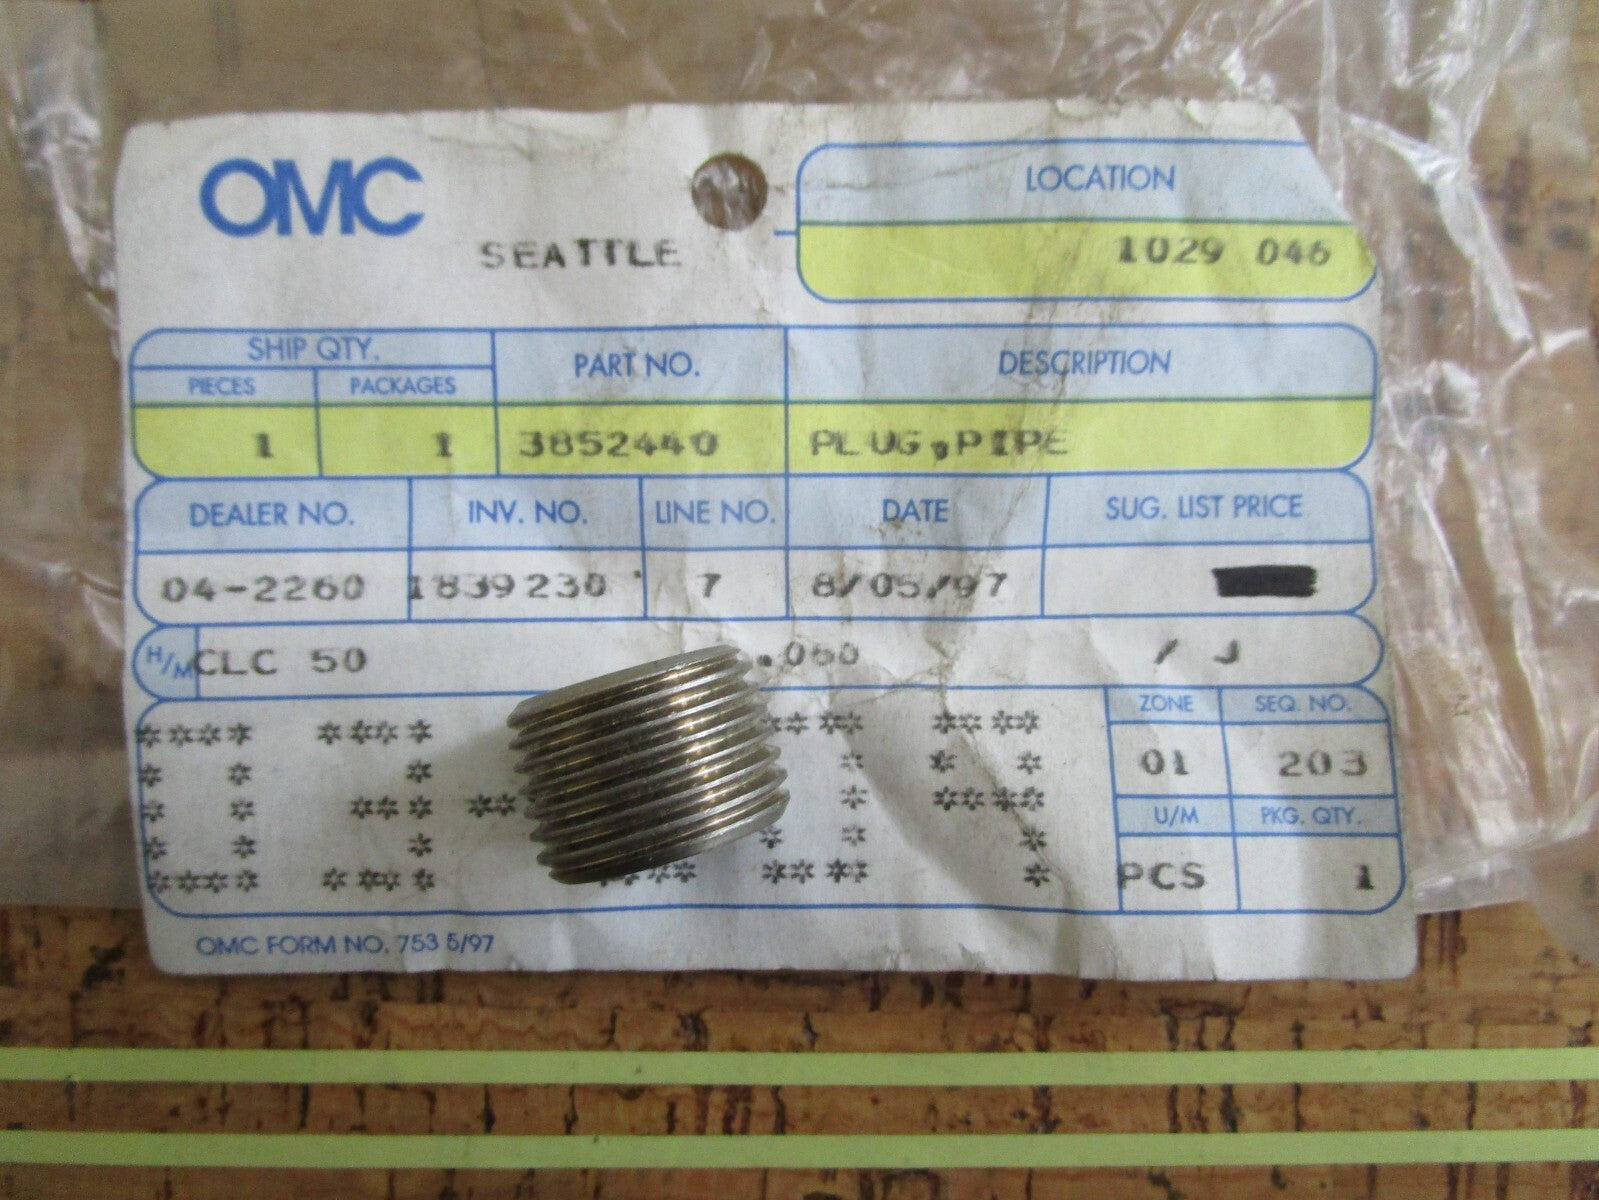 OMC
SEATTLE
LOCATION
1029 046
SHIP QTY.
PIECES PACKAGES PART NO. DESCRIPTION
1 1 3852440 PLUG,PIPE
DEALER NO. INV. NO. LINE NO. DATE SUG. LIST PRICE
04-2260 1839230 7 8/05/97
H/M CLC 50 .060 / J
ZONE SEQ. NO.
01 203
U/M PKG. QTY.
PCS 1
OMC FORM NO. 753 5/97